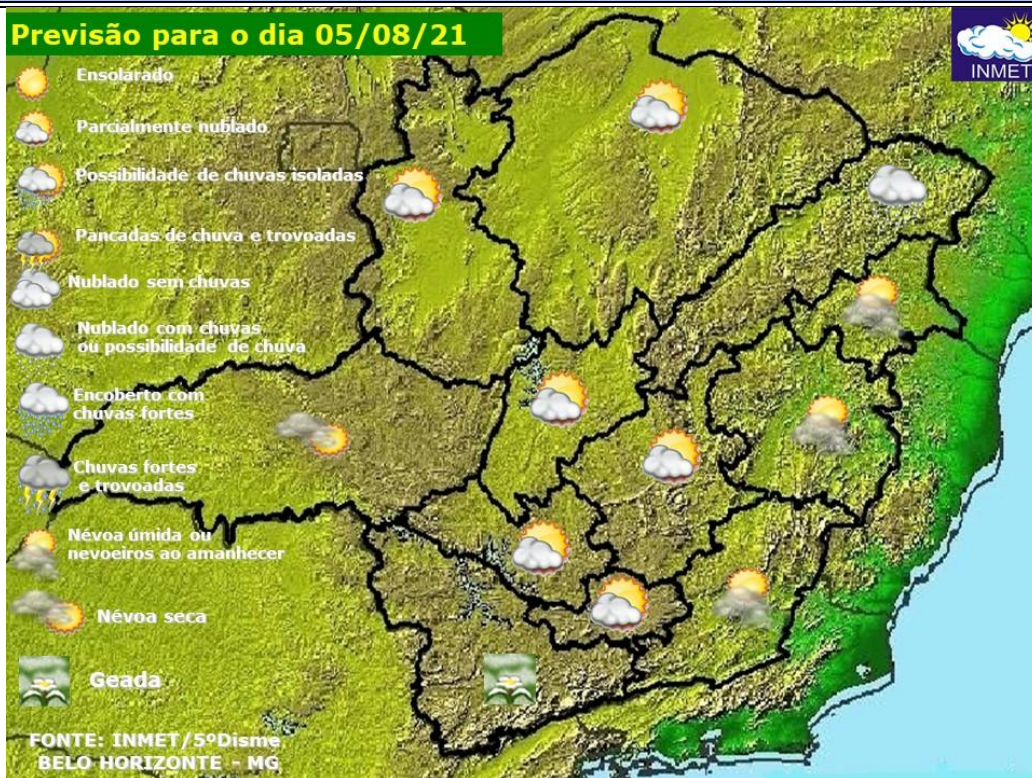 Previsão para o dia 05/08/21
INMET
Ensolarado
Parcialmente nublado
Possibilidade de chuvas isoladas
Pancadas de chuva e trovoadas
Nublado sem chuvas
Nublado com chuvas
ou possibilidade de chuva
Encoberto com
chuvas fortes
Chuvas fortes
e trovoadas
Névoa úmida ou
nevoeiros ao amanhecer
Névoa seca
Geada
FONTE: INMET/5ºDisme
BELO HORIZONTE - MG